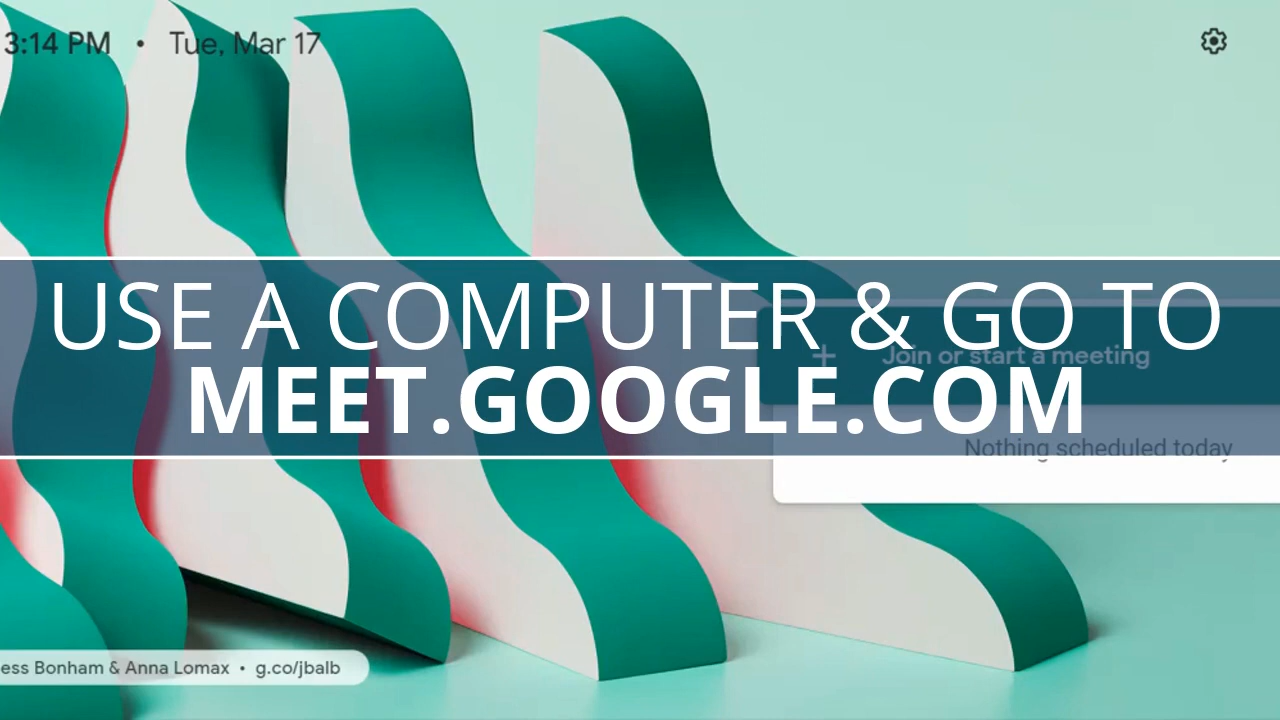 3:14 PM • Tue, Mar 17
USE A COMPUTER & GO TO
Join or start a meeting
MEET.GOOGLE.COM
Nothing scheduled today
ess Bonham & Anna Lomax • g.co/jbalb